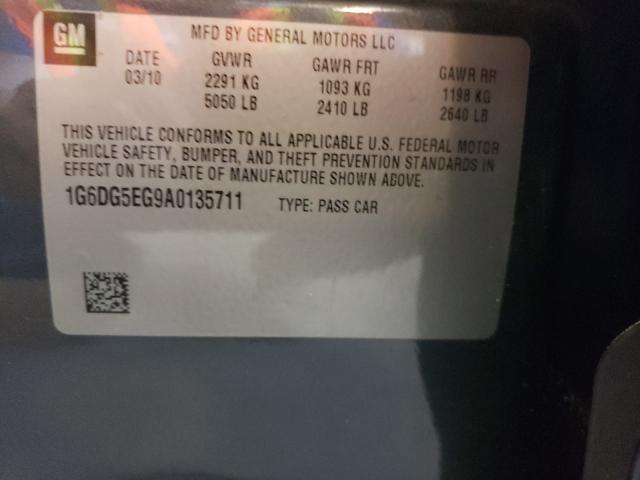 GM
MFD BY GENERAL MOTORS LLC
DATE GVWR GAWR FRT GAWR RR
03/10 2291 KG 1093 KG 1198 KG
5050 LB 2410 LB 2640 LB
THIS VEHICLE CONFORMS TO ALL APPLICABLE U.S. FEDERAL MOTOR
VEHICLE SAFETY, BUMPER, AND THEFT PREVENTION STANDARDS IN
EFFECT ON THE DATE OF MANUFACTURE SHOWN ABOVE.
1G6DG5EG9A0135711 TYPE: PASS CAR